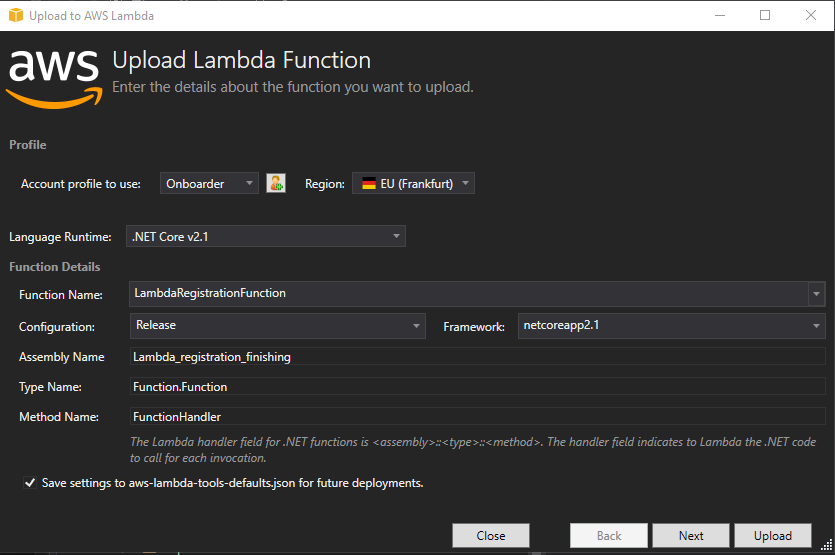 Upload to AWS Lambda
aws
Upload Lambda Function
Enter the details about the function you want to upload.
Profile
Account profile to use: Onboarder Region: EU (Frankfurt)
Language Runtime: .NET Core v2.1
Function Details
Function Name: LambdaRegistrationFunction
Configuration: Release Framework: netcoreapp2.1
Assembly Name Lambda_registration_finishing
Type Name: Function.Function
Method Name: FunctionHandler
The Lambda handler field for .NET functions is <assembly>::<type>::<method>. The handler field indicates to Lambda the .NET code
to call for each invocation.
Save settings to aws-lambda-tools-defaults.json for future deployments.
Close Back Next Upload